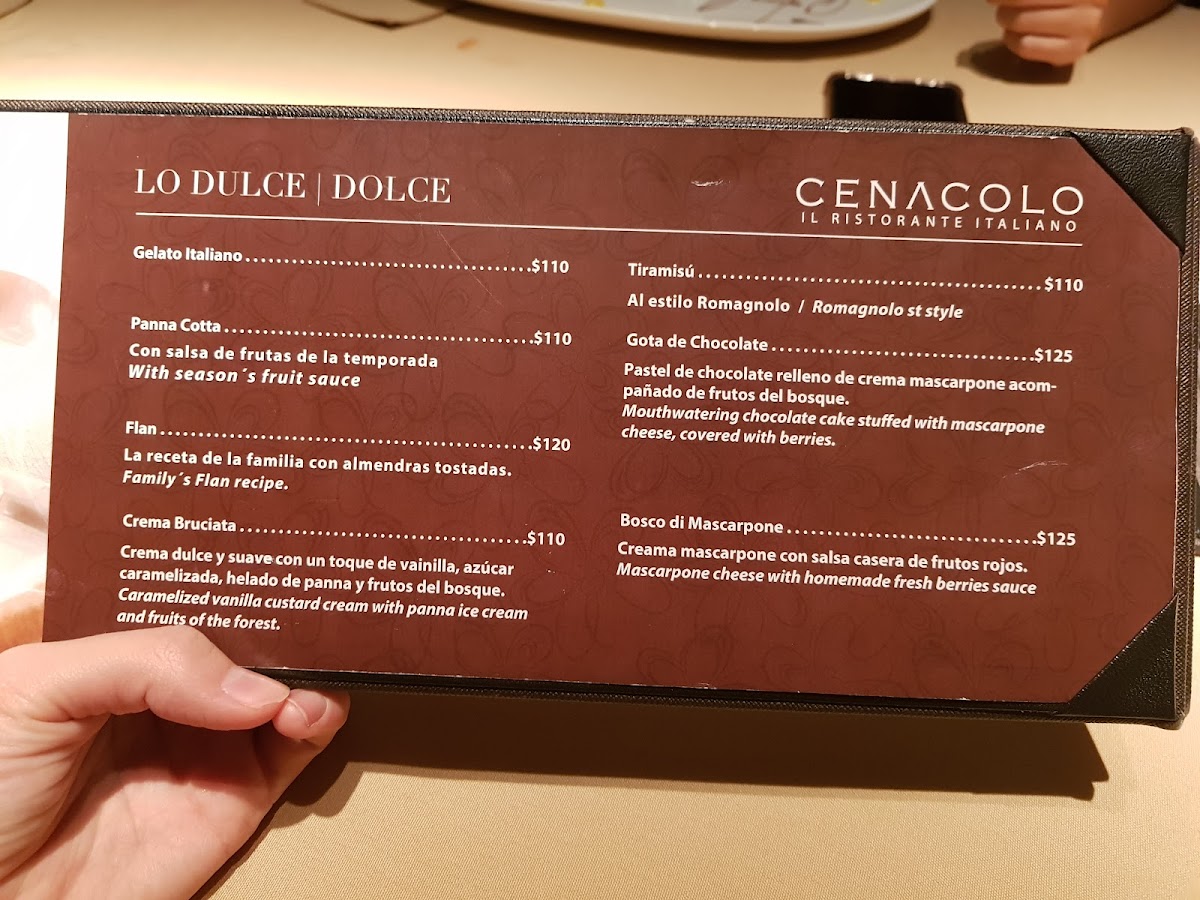 LO DULCE | DOLCE
CENACOLO
IL RISTORANTE ITALIANO
Gelato Italiano.......................................$110
Panna Cotta..........................................$110
Con salsa de frutas de la temporada
With season´s fruit sauce
Flan..................................................$120
La receta de la familia con almendras tostadas.
Family´s Flan recipe.
Crema Bruciata.......................................$110
Crema dulce y suave con un toque de vainilla, azúcar
caramelizada, helado de panna y frutos del bosque.
Caramelized vanilla custard cream with panna ice cream
and fruits of the forest.
Tiramisú..............................................$110
Al estilo Romagnolo / Romagnolo st style
Gota de Chocolate...................................$125
Pastel de chocolate relleno de crema mascarpone acom-
pañado de frutos del bosque.
Mouthwatering chocolate cake stuffed with mascarpone
cheese, covered with berries.
Bosco di Mascarpone.................................$125
Creama mascarpone con salsa casera de frutos rojos.
Mascarpone cheese with homemade fresh berries sauce